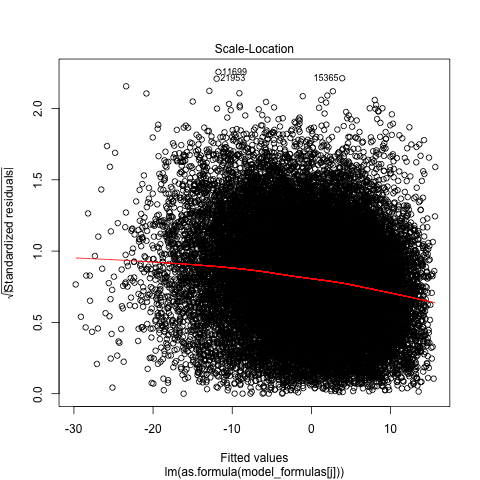 Scale-Location
11699
21953
15365
√|Standardized residuals|
2.0
1.5
1.0
0.5
0.0
-30 -20 -10 0 10
Fitted values
lm(as.formula(model_formulas[j]))